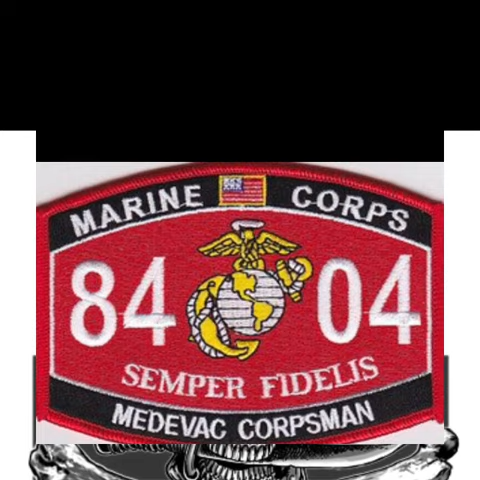 MARINE CORPS
84 04
SEMPER FIDELIS
MEDEVAC CORPSMAN